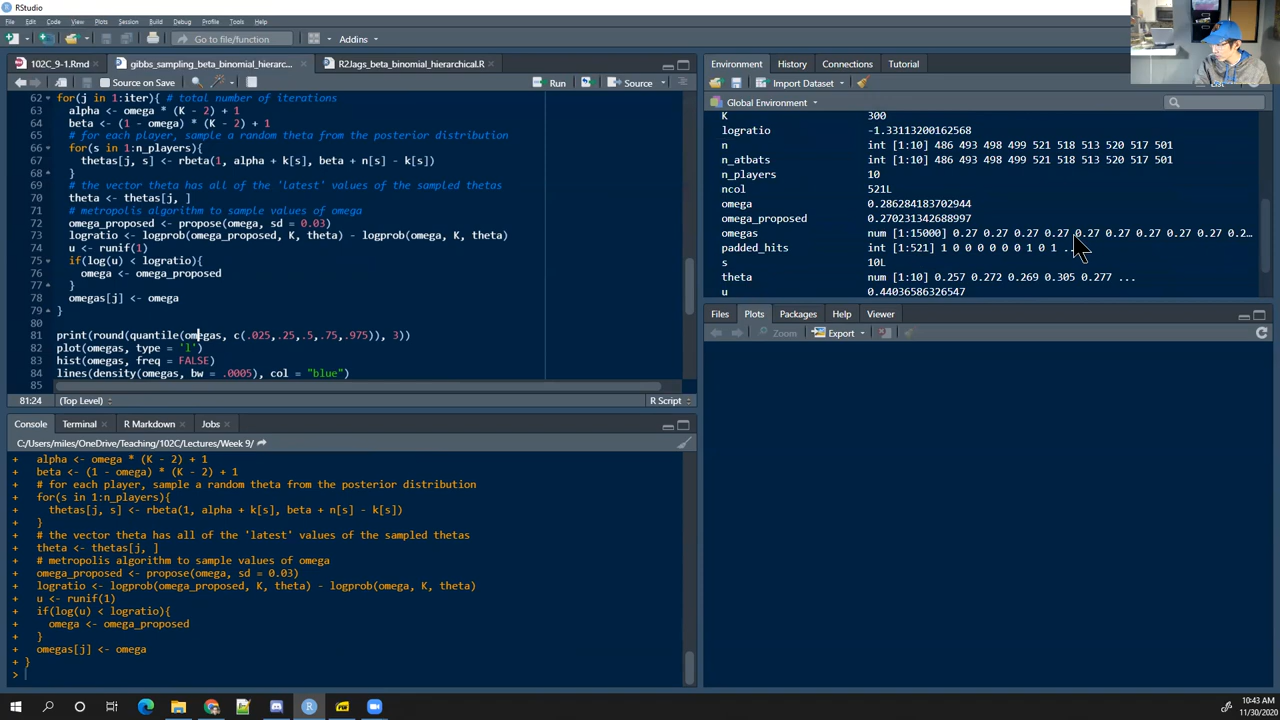 RStudio
File Edit Code View Plots Session Build Debug Profile Tools Help
Go to file/function
Addins
102C_9-1.Rmd
gibbs_sampling_beta_binomial_hierarc...
R2Jags_beta_binomial_hierarchical.R
Source on Save
Run
Source
62 for(j in 1:iter){ # total number of iterations
63 alpha <- omega * (K - 2) + 1
64 beta <- (1 - omega) * (K - 2) + 1
65 # for each player, sample a random theta from the posterior distribution
66 for(s in 1:n_players){
67 thetas[j, s] <- rbeta(1, alpha + k[s], beta + n[s] - k[s])
68 }
69 # the vector theta has all of the 'latest' values of the sampled thetas
70 theta <- thetas[j, ]
71 # metropolis algorithm to sample values of omega
72 omega_proposed <- propose(omega, sd = 0.03)
73 logratio <- logprob(omega_proposed, K, theta) - logprob(omega, K, theta)
74 u <- runif(1)
75 if(log(u) < logratio){
76 omega <- omega_proposed
77 }
78 omegas[j] <- omega
79 }
80
81 print(round(quantile(omegas, c(.025,.25,.5,.75,.975)), 3))
82 plot(omegas, type = 'l')
83 hist(omegas, freq = FALSE)
84 lines(density(omegas, bw = .0005), col = "blue")
85
81:24 (Top Level) R Script
Console Terminal R Markdown Jobs
C:/Users/miles/OneDrive/Teaching/102C/Lectures/Week 9/
+ alpha <- omega * (K - 2) + 1
+ beta <- (1 - omega) * (K - 2) + 1
+ # for each player, sample a random theta from the posterior distribution
+ for(s in 1:n_players){
+ thetas[j, s] <- rbeta(1, alpha + k[s], beta + n[s] - k[s])
+ }
+ # the vector theta has all of the 'latest' values of the sampled thetas
+ theta <- thetas[j, ]
+ # metropolis algorithm to sample values of omega
+ omega_proposed <- propose(omega, sd = 0.03)
+ logratio <- logprob(omega_proposed, K, theta) - logprob(omega, K, theta)
+ u <- runif(1)
+ if(log(u) < logratio){
+ omega <- omega_proposed
+ }
+ omegas[j] <- omega
+ }
>
Environment History Connections Tutorial
Import Dataset
Global Environment
K 300
logratio -1.33113200162568
n int [1:10] 486 493 498 499 521 518 513 520 517 501
n_atbats int [1:10] 486 493 498 499 521 518 513 520 517 501
n_players 10
ncol 521L
omega 0.286284183702944
omega_proposed 0.270231342688997
omegas num [1:15000] 0.27 0.27 0.27 0.27 0.27 0.27 0.27 0.27 0.27 0.2...
padded_hits int [1:521] 1 0 0 0 0 0 0 1 0 1 ...
s 10L
theta num [1:10] 0.257 0.272 0.269 0.305 0.277 ...
u 0.44036586326547
Files Plots Packages Help Viewer
Zoom Export
10:43 AM
11/30/2020